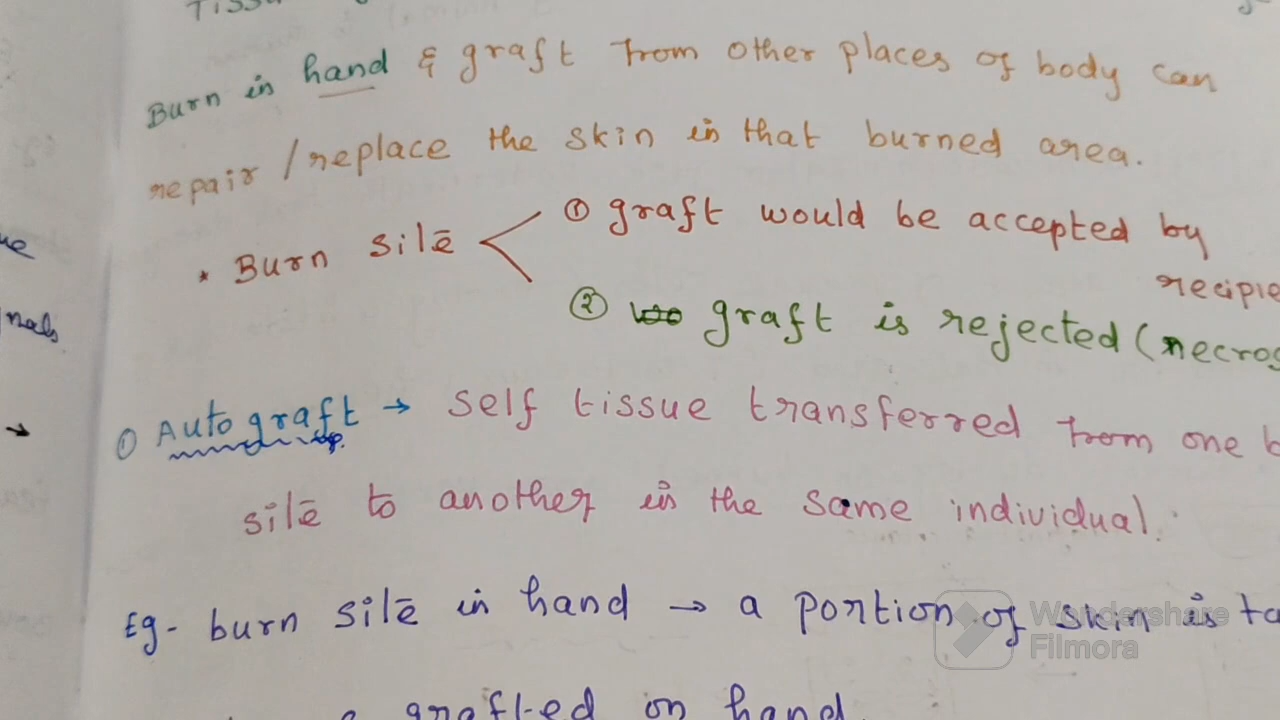 Burn in hand & graft from other places of body can
repair / replace the skin in that burned area.
* Burn site ① graft would be accepted by
② graft is rejected (
① Autograft → self tissue transferred from one
site to another in the same individual.
Eg- burn site in hand → a portion of skin is
grafted on hand.
Wondershare
Filmora